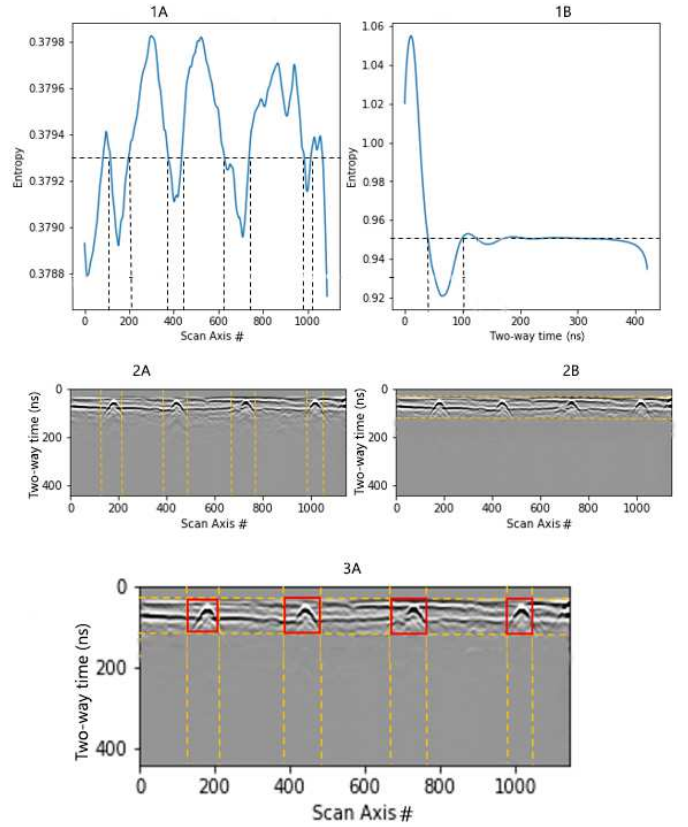 1A
0.3798
0.3796
0.3794
0.3792
0.3790
0.3788
Entropy
0 200 400 600 800 1000
Scan Axis #
1B
1.06
1.04
1.02
1.00
0.98
0.96
0.94
0.92
Entropy
0 100 200 300 400
Two-way time (ns)
2A
0
200
400
Two-way time (ns)
0 200 400 600 800 1000
Scan Axis #
2B
0
200
400
Two-way time (ns)
0 200 400 600 800 1000
Scan Axis #
3A
0
200
400
Two-way time (ns)
0 200 400 600 800 1000
Scan Axis #